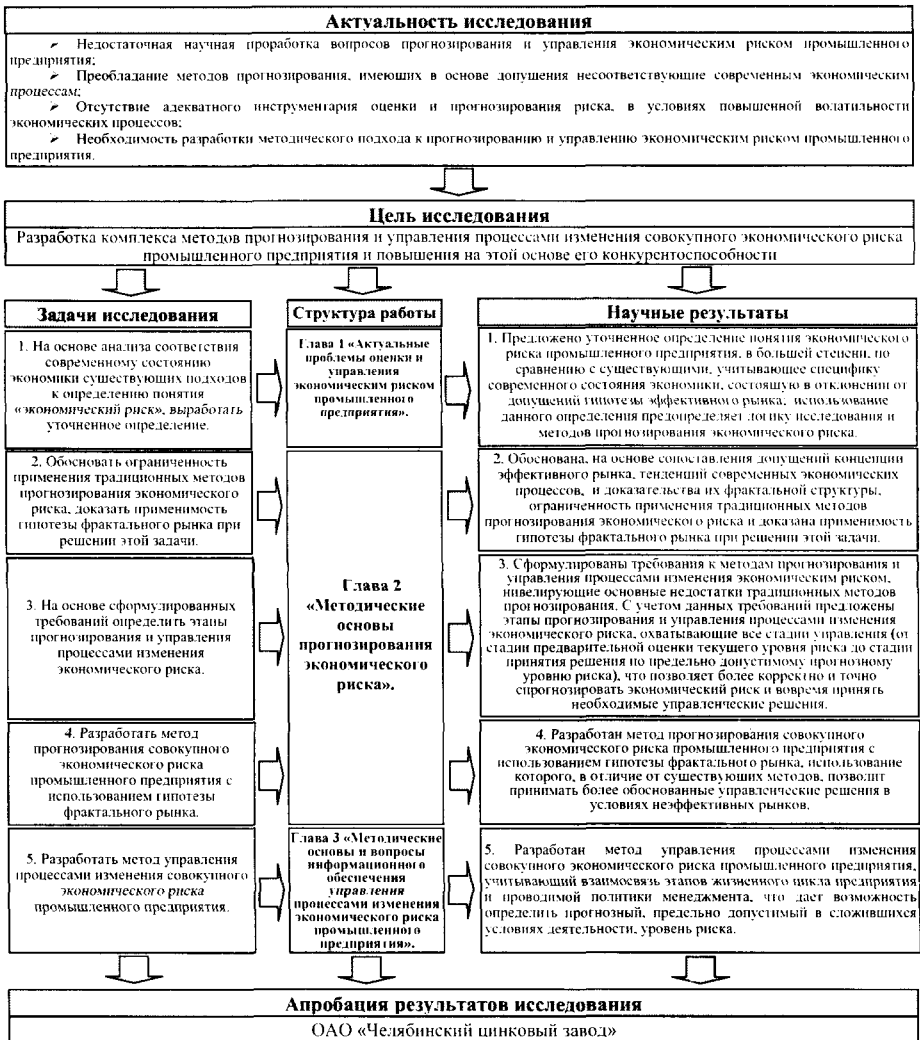 Актуальность исследования
➢ Недостаточная научная проработка вопросов прогнозирования и управления экономическим риском промышленного
предприятия;
➢ Преобладание методов прогнозирования, имеющих в основе допущения несоответствующие современным экономическим
процессам;
➢ Отсутствие адекватного инструментария оценки и прогнозирования риска, в условиях повышенной волатильности
экономических процессов;
➢ Необходимость разработки методического подхода к прогнозированию и управлению экономическим риском промышленного
предприятия.
Цель исследования
Разработка комплекса методов прогнозирования и управления процессами изменения совокупного экономического риска
промышленного предприятия и повышения на этой основе его конкурентоспособности
Задачи исследования
1. На основе анализа соответствия
современному состоянию
экономики существующих подходов
к определению понятия
«экономический риск», выработать
уточненное определение.
2. Обосновать ограниченность
применения традиционных методов
прогнозирования экономического
риска, доказать применимость
гипотезы фрактального рынка при
решении этой задачи.
3. На основе сформулированных
требований определить этапы
прогнозирования и управления
процессами изменения
экономического риска.
4. Разработать метод
прогнозирования совокупного
экономического риска
промышленного предприятия с
использованием гипотезы
фрактального рынка.
5. Разработать метод управления
процессами изменения совокупного
экономического риска
промышленного предприятия.
Структура работы
Глава 1 «Актуальные
проблемы оценки и
управления
экономическим риском
промышленного
предприятия».
Глава 2
«Методические
основы
прогнозирования
экономического
риска».
Глава 3 «Методические
основы и вопросы
информационного
обеспечения
управления
процессами изменения
экономического риска
промышленного
предприятия».
Научные результаты
1. Предложено уточненное определение понятия экономического
риска промышленного предприятия, в большей степени, по
сравнению с существующими, учитывающее специфику
современного состояния экономики, состоящую в отклонении от
допущений гипотезы эффективного рынка; использование
данного определения предопределяет логику исследования и
методов прогнозирования экономического риска.
2. Обоснована, на основе сопоставления допущений концепции
эффективного рынка, тенденций современных экономических
процессов, и доказательства их фрактальной структуры,
ограниченность применения традиционных методов
прогнозирования экономического риска и доказана применимость
гипотезы фрактального рынка при решении этой задачи.
3. Сформулированы требования к методам прогнозирования и
управления процессами изменения экономическим риском,
нивелирующие основные недостатки традиционных методов
прогнозирования. С учетом данных требований предложены
этапы прогнозирования и управления процессами изменения
экономического риска, охватывающие все стадии управления (от
стадии предварительной оценки текущего уровня риска до стадии
принятия решения по предельно допустимому прогнозному
уровню риска), что позволяет более корректно и точно
спрогнозировать экономический риск и вовремя принять
необходимые управленческие решения.
4. Разработан метод прогнозирования совокупного
экономического риска промышленного предприятия с
использованием гипотезы фрактального рынка, использование
которого, в отличие от существующих методов, позволит
принимать более обоснованные управленческие решения в
условиях неэффективных рынков.
5. Разработан метод управления процессами изменения
совокупного экономического риска промышленного предприятия,
учитывающий взаимосвязь этапов жизненного цикла предприятия
и проводимой политики менеджмента, что дает возможность
определить прогнозный, предельно допустимый в сложившихся
условиях деятельности, уровень риска.
Апробация результатов исследования
ОАО «Челябинский цинковый завод»